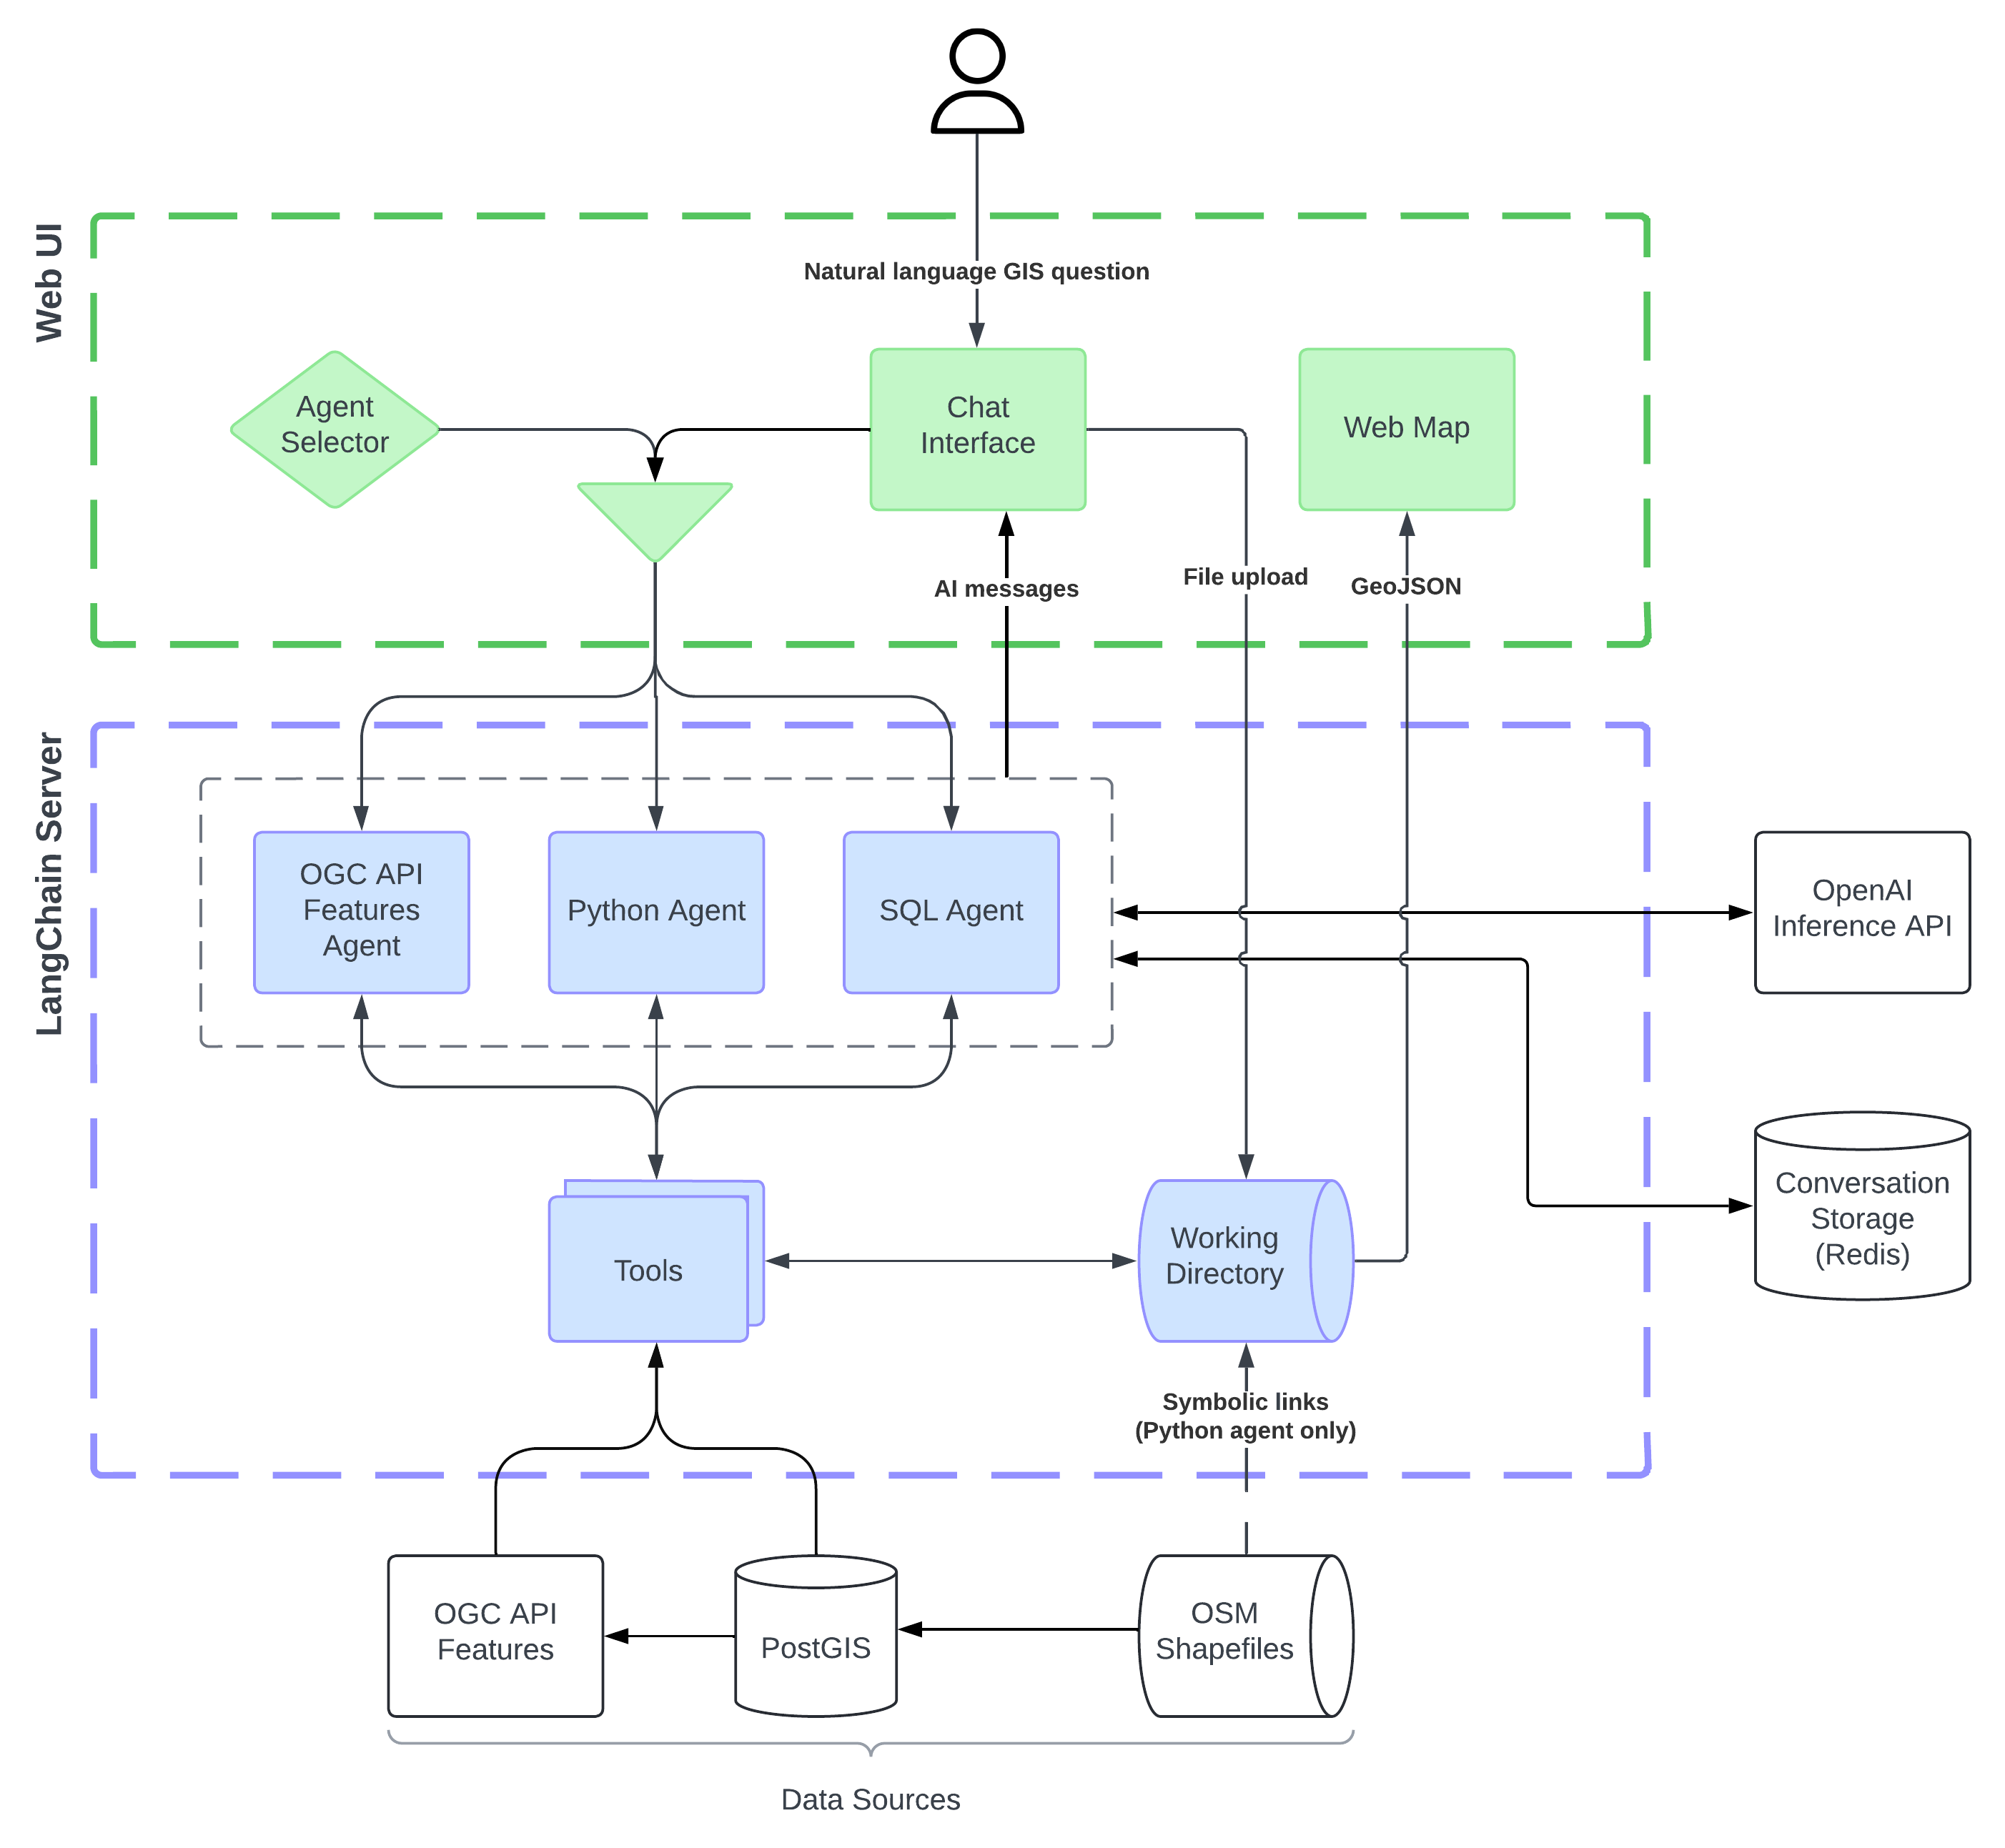 Web UI
Natural language GIS question
Agent
Selector
Chat
Interface
Web Map
AI messages
File upload
GeoJSON
LangChain Server
OGC API
Features
Agent
Python Agent
SQL Agent
OpenAI
Inference API
Conversation
Storage
(Redis)
Tools
Working
Directory
Symbolic links
(Python agent only)
OGC API
Features
PostGIS
OSM
Shapefiles
Data Sources